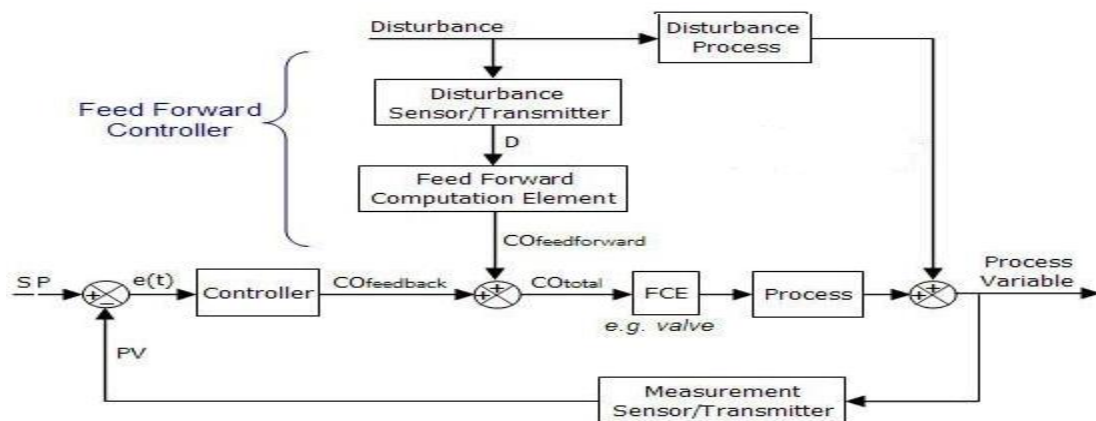 Disturbance
Disturbance
Process
Feed Forward
Controller
Disturbance
Sensor/Transmitter
D
Feed Forward
Computation Element
COfeedforward
SP
+
−
e(t)
Controller
COfeedback
+
+
COtotal
FCE
e.g. valve
Process
+
+
Process
Variable
PV
Measurement
Sensor/Transmitter